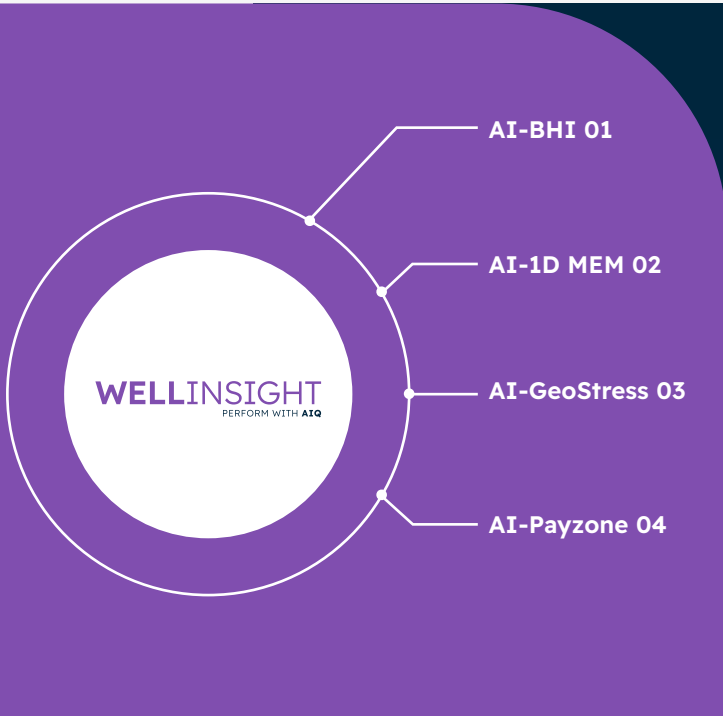 AI-BHI 01
AI-1D MEM 02
WELLINSIGHT
PERFORM WITH AIQ
AI-GeoStress 03
AI-Payzone 04